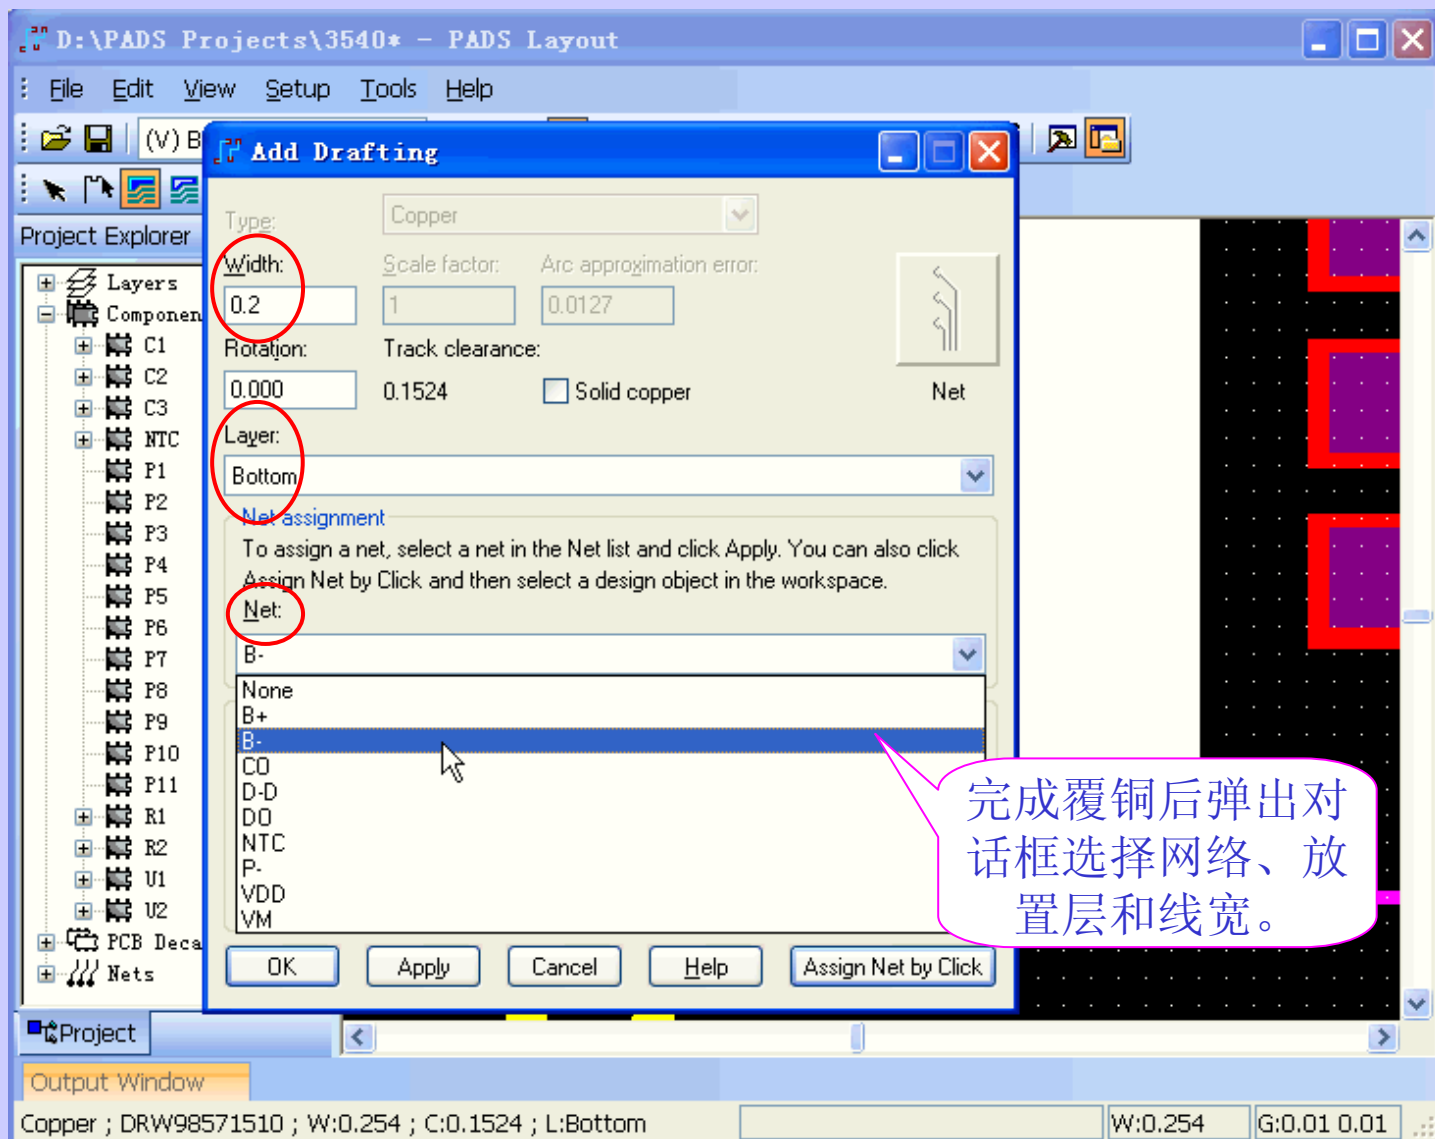 D:\PADS Projects\3540* - PADS Layout
File Edit View Setup Tools Help
(V) B
Add Drafting
Project Explorer
Type:
Copper
Width:
Scale factor:
Arc approximation error:
0.2
1
0.0127
Rotation:
Track clearance:
0.000
0.1524
Solid copper
Net
Layer:
Bottom
Net assignment
To assign a net, select a net in the Net list and click Apply. You can also click
Assign Net by Click and then select a design object in the workspace.
Net:
B-
None
B+
B-
CO
D-D
DO
NTC
P-
VDD
VM
OK
Apply
Cancel
Help
Assign Net by Click
完成覆铜后弹出对
话框选择网络、放
置层和线宽。
Layers
Componen
C1
C2
C3
NTC
P1
P2
P3
P4
P5
P6
P7
P8
P9
P10
P11
R1
R2
U1
U2
PCB Deca
Nets
Project
Output Window
Copper ; DRW98571510 ; W:0.254 ; C:0.1524 ; L:Bottom
W:0.254
G:0.01 0.01